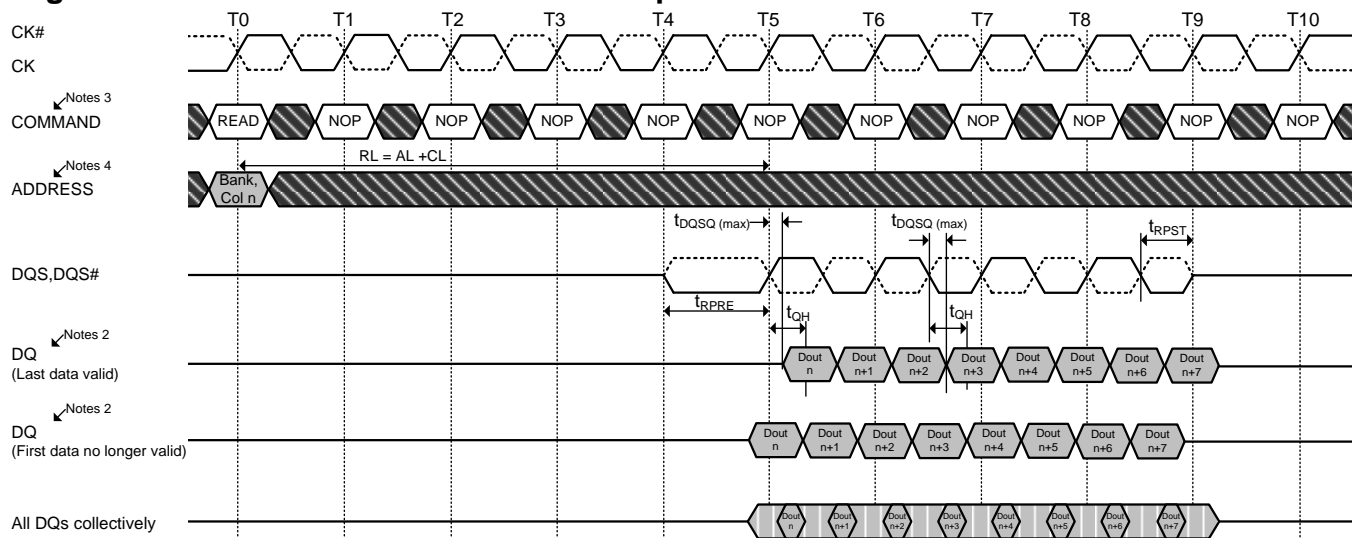 T0 T1 T2 T3 T4 T5 T6 T7 T8 T9 T10
CK#
CK
Notes 3
COMMAND
READ NOP NOP NOP NOP NOP NOP NOP NOP NOP NOP
RL = AL +CL
Notes 4
ADDRESS
Bank,
Col n
tDQSQ (max) tDQSQ (max) tRPST
DQS,DQS#
tRPRE tQH tQH
Notes 2
DQ
(Last data valid)
Dout n Dout n+1 Dout n+2 Dout n+3 Dout n+4 Dout n+5 Dout n+6 Dout n+7
Notes 2
DQ
(First data no longer valid)
Dout n Dout n+1 Dout n+2 Dout n+3 Dout n+4 Dout n+5 Dout n+6 Dout n+7
All DQs collectively
Dout n Dout n+1 Dout n+2 Dout n+3 Dout n+4 Dout n+5 Dout n+6 Dout n+7